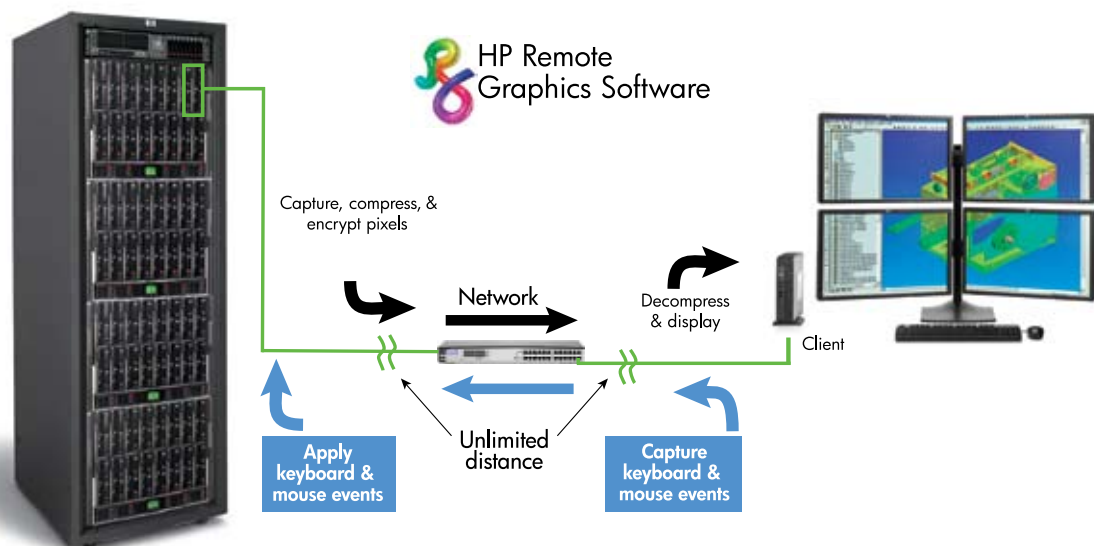 HP Remote
Graphics Software
Capture, compress, &
encrypt pixels
Network
Decompress
& display
Client
Unlimited
distance
Apply
keyboard &
mouse events
Capture
keyboard &
mouse events